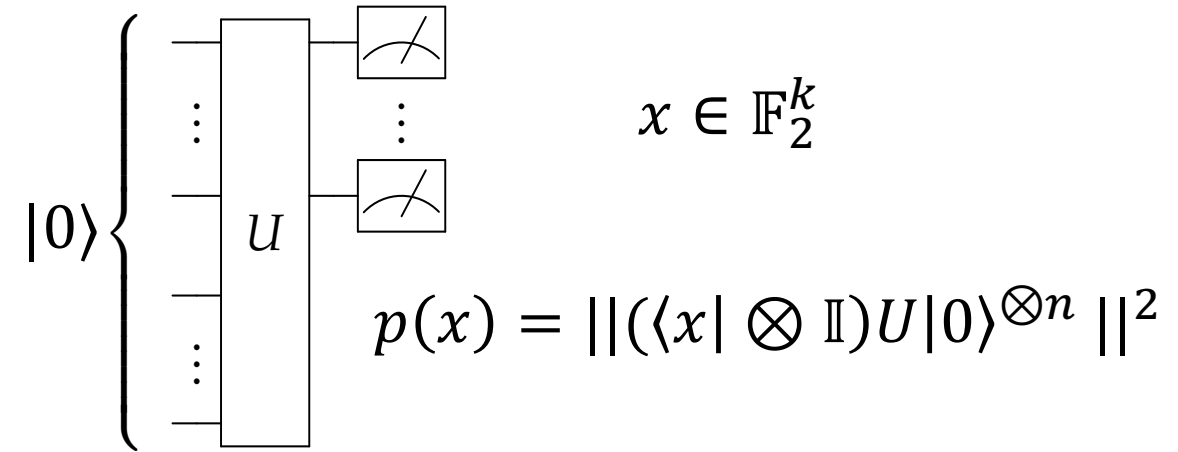 x ∈ 𝔽₂ᵏ
|0⟩
U
p(x) = ||(⟨x| ⊗ 𝕀)U|0⟩^{⊗n} ||²